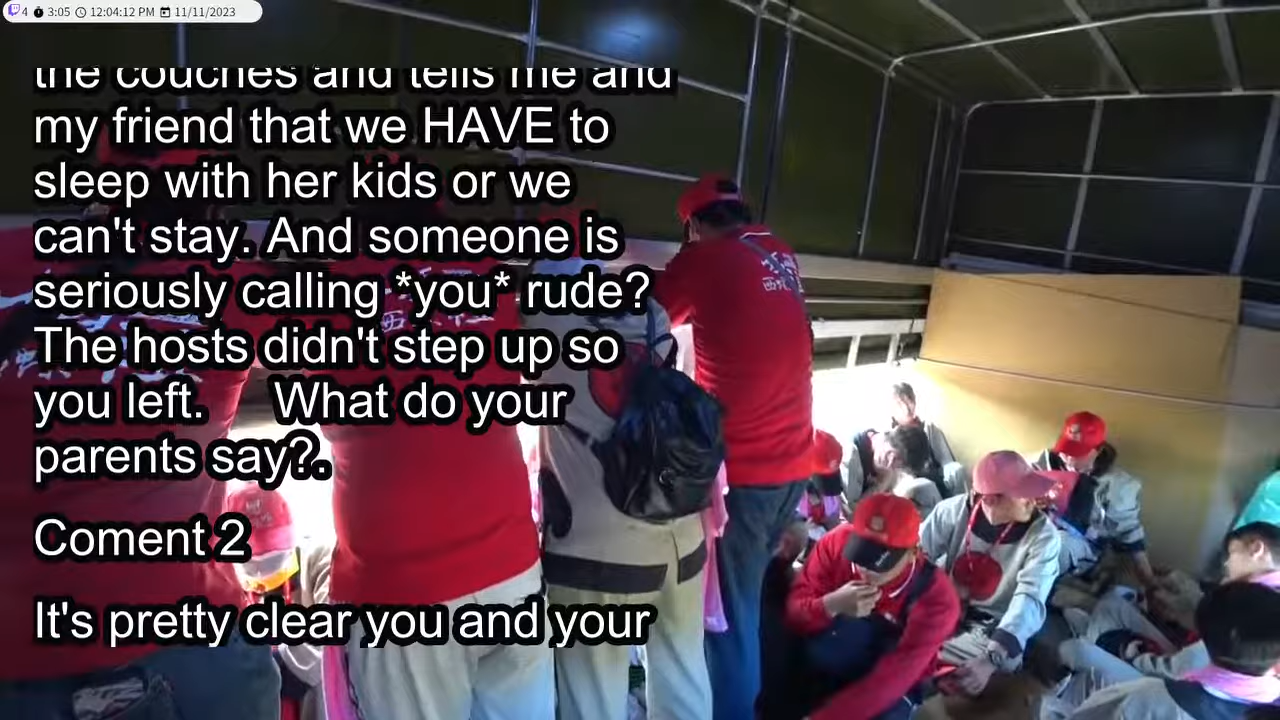 4 3:05 12:04:12 PM 11/11/2023
the couches and tells me and
my friend that we HAVE to
sleep with her kids or we
can't stay. And someone is
seriously calling *you* rude?
The hosts didn't step up so
you left. What do your
parents say?.
Coment 2
It's pretty clear you and your